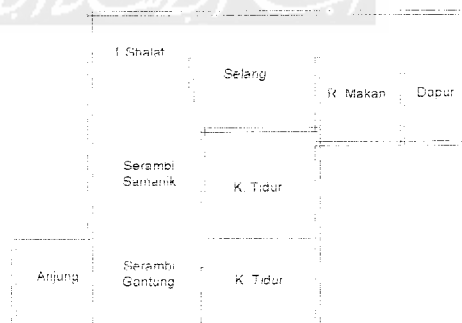 Shalat
Selang
R. Makan
Dapur
Serambi
Samanik
K. Tidur
Anjung
Serambi
Gantung
K. Tidur